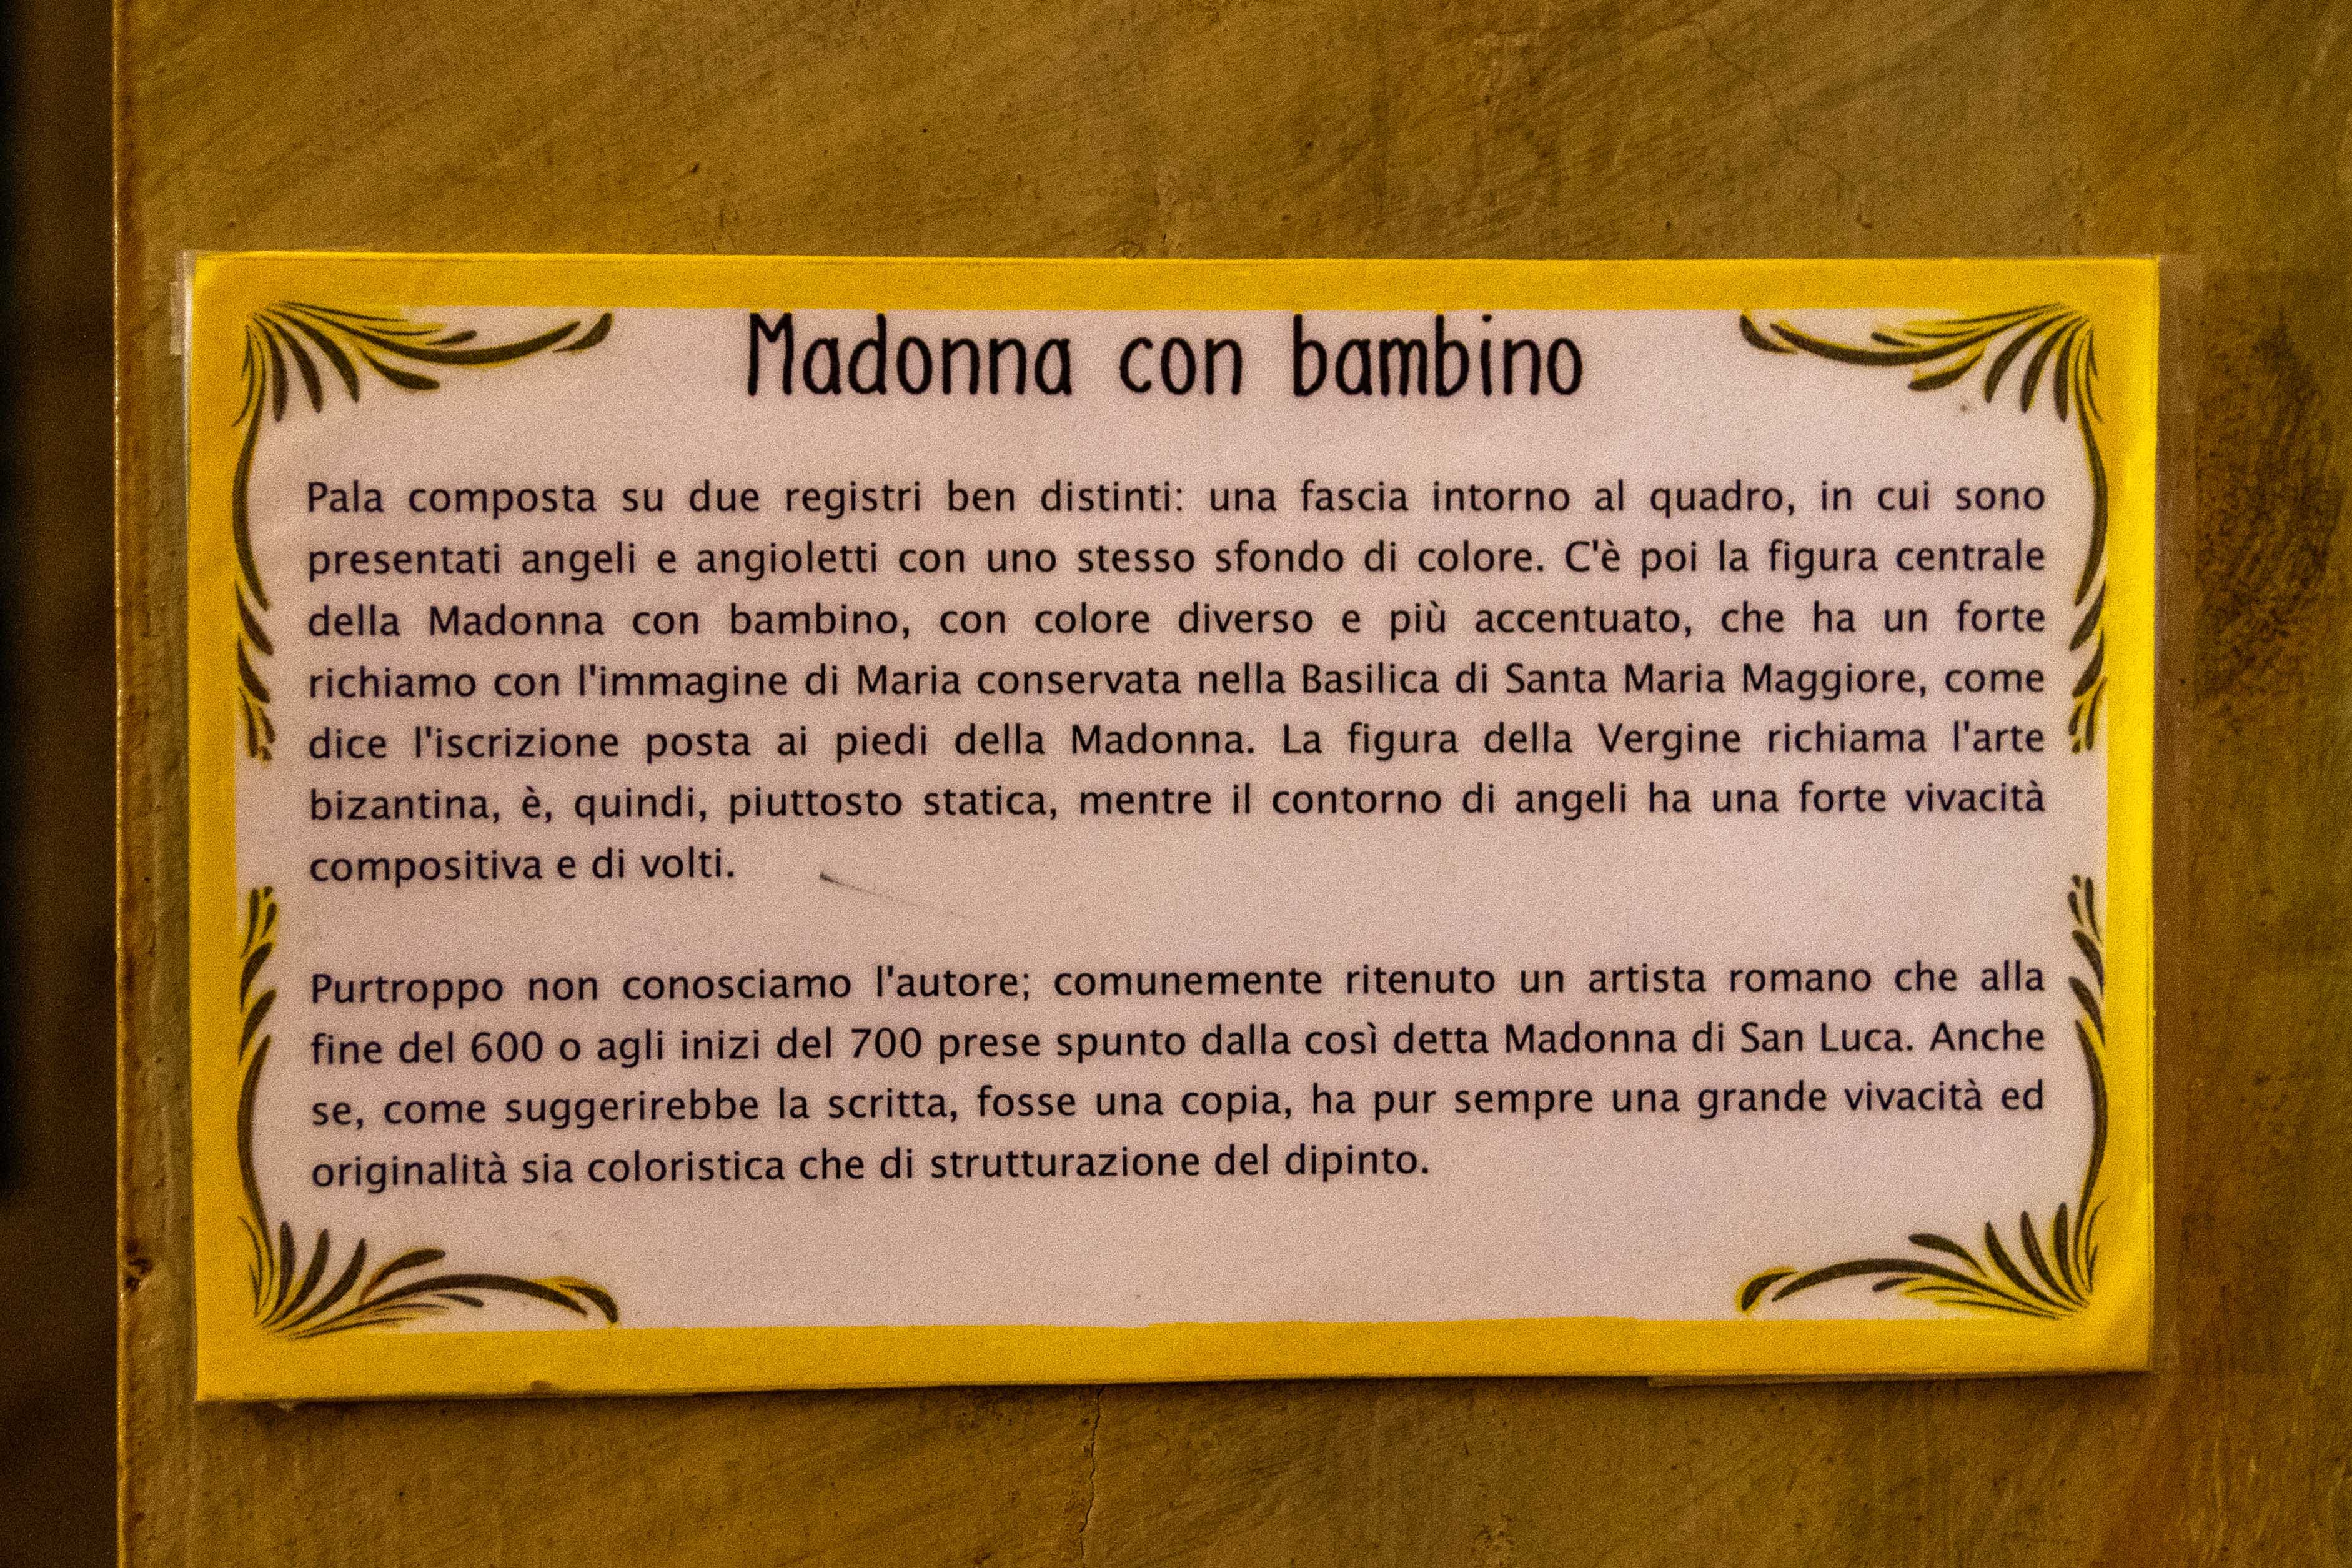 Madonna con bambino
Pala composta su due registri ben distinti: una fascia intorno al quadro, in cui sono
presentati angeli e angioletti con uno stesso sfondo di colore. C'è poi la figura centrale
della Madonna con bambino, con colore diverso e più accentuato, che ha un forte
richiamo con l'immagine di Maria conservata nella Basilica di Santa Maria Maggiore, come
dice l'iscrizione posta ai piedi della Madonna. La figura della Vergine richiama l'arte
bizantina, è, quindi, piuttosto statica, mentre il contorno di angeli ha una forte vivacità
compositiva e di volti.
Purtroppo non conosciamo l'autore; comunemente ritenuto un artista romano che alla
fine del 600 o agli inizi del 700 prese spunto dalla così detta Madonna di San Luca. Anche
se, come suggerirebbe la scritta, fosse una copia, ha pur sempre una grande vivacità ed
originalità sia coloristica che di strutturazione del dipinto.